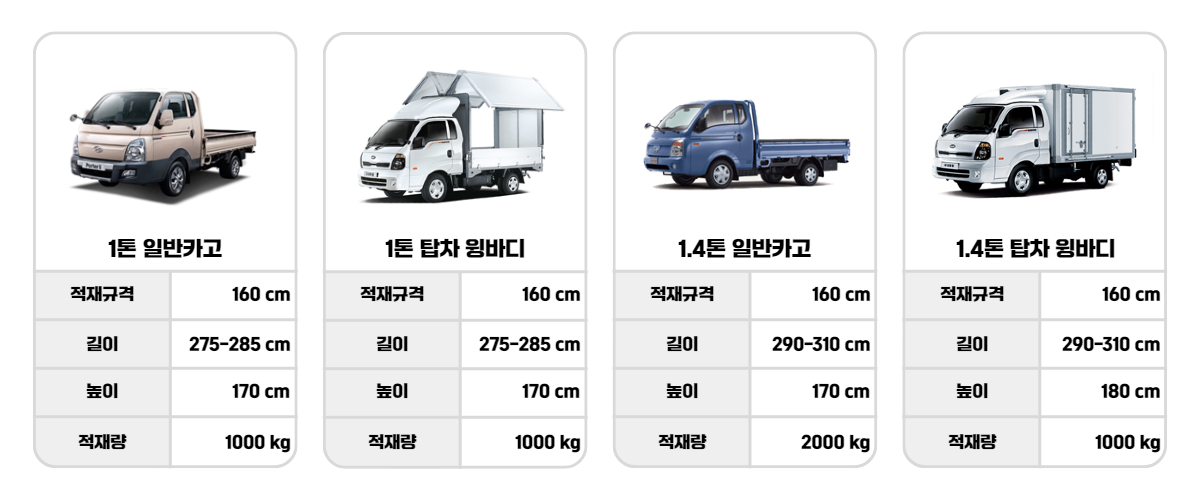 Porter II
1톤 일반카고
적재규격 160 cm
길이 275-285 cm
높이 170 cm
적재량 1000 kg
1톤 탑차 윙바디
적재규격 160 cm
길이 275-285 cm
높이 170 cm
적재량 1000 kg
1.4톤 일반카고
적재규격 160 cm
길이 290-310 cm
높이 170 cm
적재량 2000 kg
1.4톤 탑차 윙바디
적재규격 160 cm
길이 290-310 cm
높이 180 cm
적재량 1000 kg